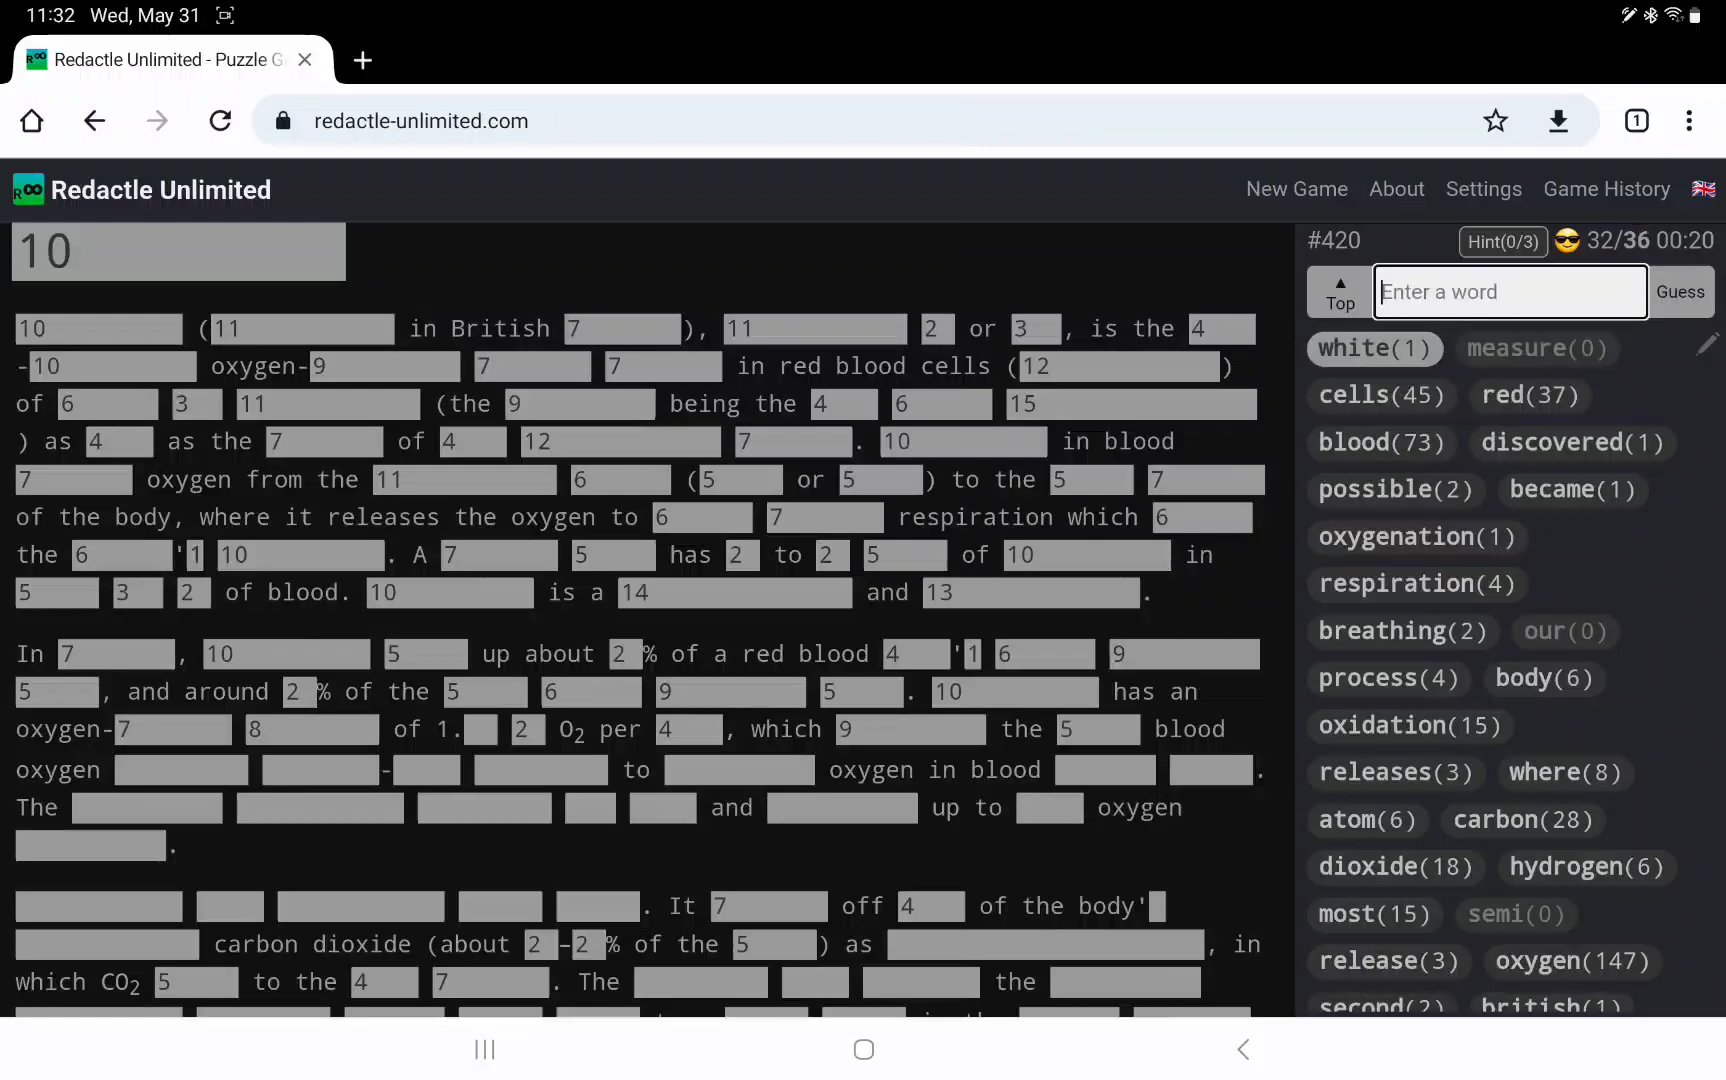 11:32 Wed, May 31
Redactle Unlimited - Puzzle G
redactle-unlimited.com
1
R∞ Redactle Unlimited
New Game About Settings Game History
10
#420 Hint(0/3) 😎 32/36 00:20
▲ Top Enter a word Guess
10 (11 in British 7), 11 2 or 3, is the 4
-10 oxygen-9 7 7 in red blood cells (12)
of 6 3 11 (the 9 being the 4 6 15
) as 4 as the 7 of 4 12 7. 10 in blood
7 oxygen from the 11 6 (5 or 5) to the 5 7
of the body, where it releases the oxygen to 6 7 respiration which 6
the 6'1 10. A 7 5 has 2 to 2 5 of 10 in
5 3 2 of blood. 10 is a 14 and 13.
In 7, 10 5 up about 2% of a red blood 4'1 6 9
5, and around 2% of the 5 6 9 5. 10 has an
oxygen-7 8 of 1. 2 O₂ per 4, which 9 the 5 blood
oxygen - to oxygen in blood .
The and up to oxygen
.
. It 7 off 4 of the body'
carbon dioxide (about 2-2% of the 5) as , in
which CO₂ 5 to the 4 7. The the
white(1) measure(0)
cells(45) red(37)
blood(73) discovered(1)
possible(2) became(1)
oxygenation(1)
respiration(4)
breathing(2) our(0)
process(4) body(6)
oxidation(15)
releases(3) where(8)
atom(6) carbon(28)
dioxide(18) hydrogen(6)
most(15) semi(0)
release(3) oxygen(147)
second(2) british(1)